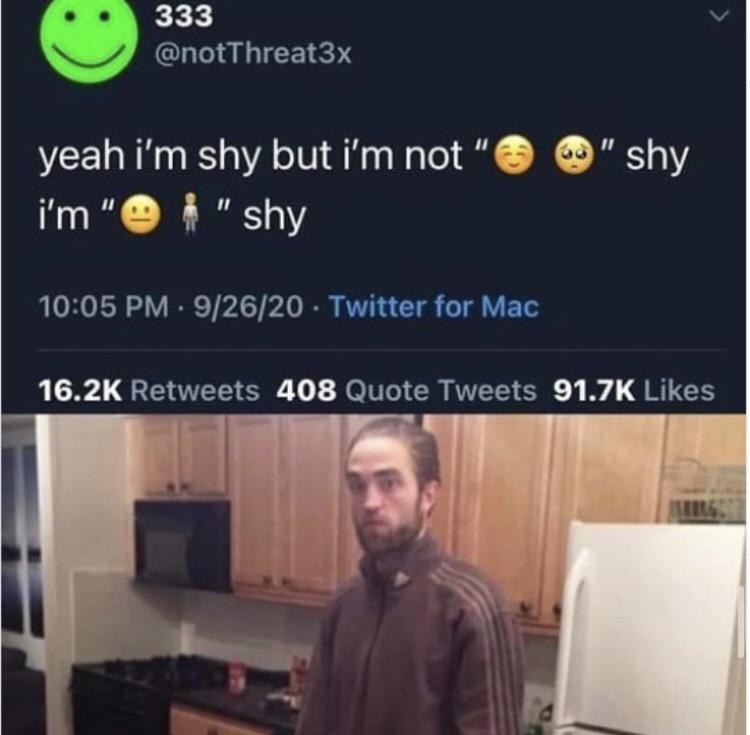 333
@notThreat3x
yeah i'm shy but i'm not “☺️ 🥺” shy
i'm “😐 🧍” shy
10:05 PM · 9/26/20 · Twitter for Mac
16.2K Retweets 408 Quote Tweets 91.7K Likes